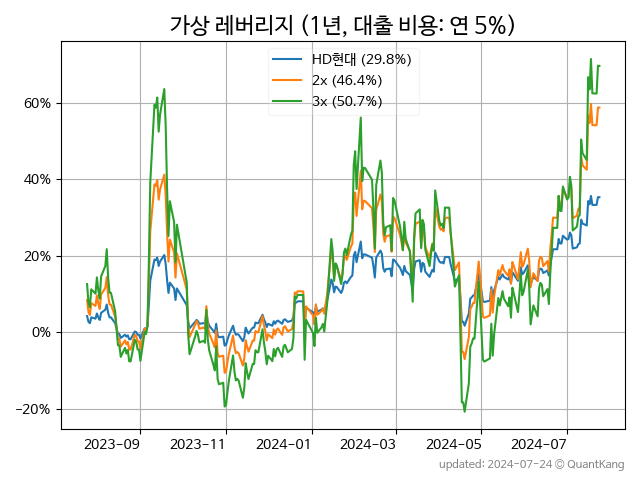 가상 레버리지 (1년, 대출 비용: 연 5%)
HD현대 (29.8%)
2x (46.4%)
3x (50.7%)
60%
40%
20%
0%
−20%
2023-09
2023-11
2024-01
2024-03
2024-05
2024-07
updated: 2024-07-24 © QuantKang